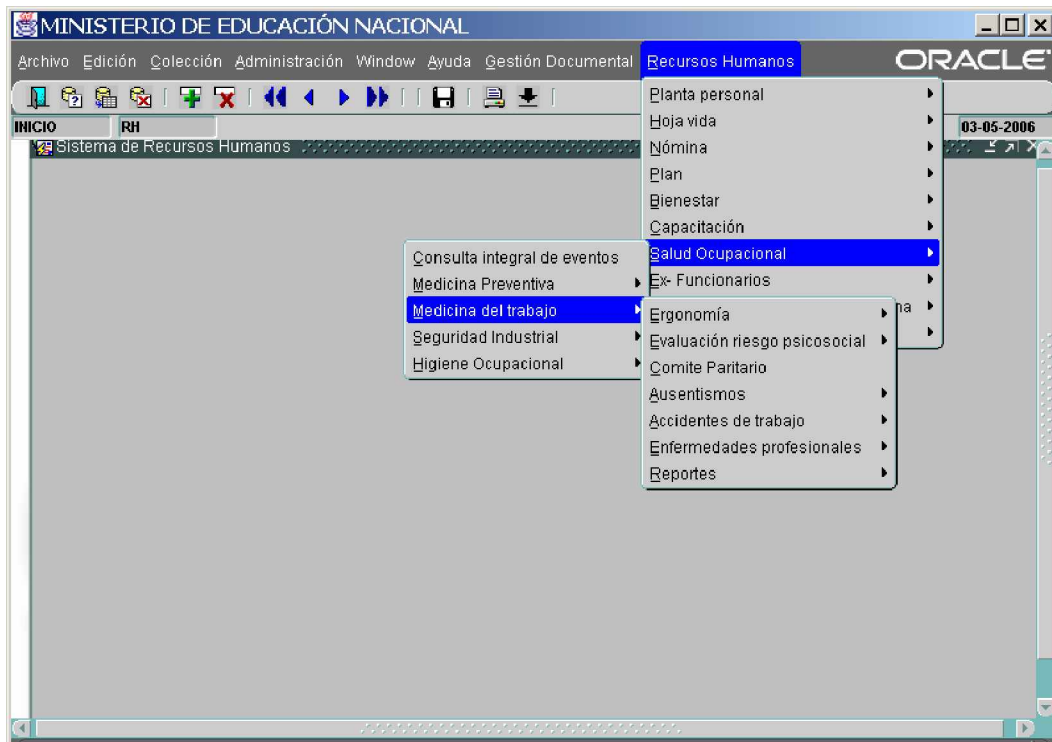 MINISTERIO DE EDUCACIÓN NACIONAL
Archivo Edición Colección Administración Window Ayuda Gestión Documental Recursos Humanos
ORACLE
INICIO RH 03-05-2006
Sistema de Recursos Humanos
Planta personal
Hoja vida
Nómina
Plan
Bienestar
Capacitación
Salud Ocupacional
Ex- Funcionarios
na
Consulta integral de eventos
Medicina Preventiva
Medicina del trabajo
Seguridad Industrial
Higiene Ocupacional
Ergonomía
Evaluación riesgo psicosocial
Comite Paritario
Ausentismos
Accidentes de trabajo
Enfermedades profesionales
Reportes